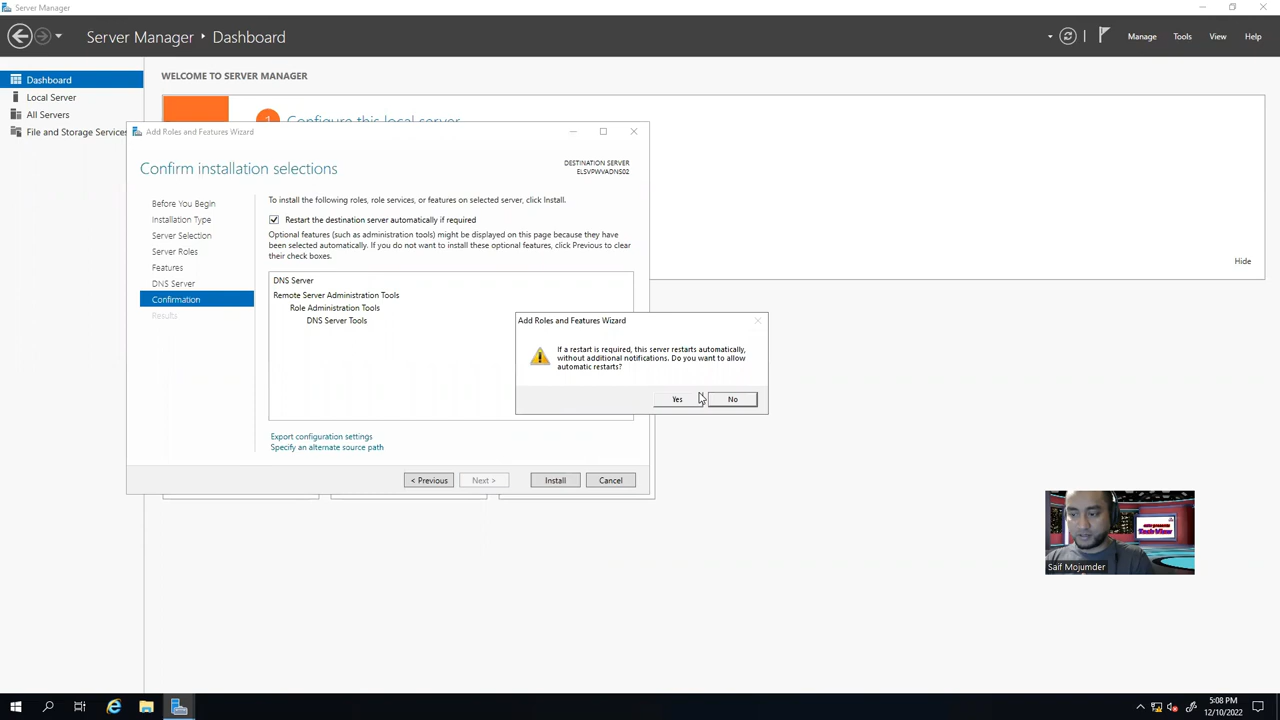 Server Manager
Server Manager • Dashboard
Manage Tools View Help
Dashboard
Local Server
All Servers
File and Storage Services
WELCOME TO SERVER MANAGER
1 Configure this local server
Hide
Add Roles and Features Wizard
Confirm installation selections
DESTINATION SERVER
ELSVPWVADNS02
Before You Begin
Installation Type
Server Selection
Server Roles
Features
DNS Server
Confirmation
Results
To install the following roles, role services, or features on selected server, click Install.
Restart the destination server automatically if required
Optional features (such as administration tools) might be displayed on this page because they have
been selected automatically. If you do not want to install these optional features, click Previous to clear
their check boxes.
DNS Server
Remote Server Administration Tools
Role Administration Tools
DNS Server Tools
Export configuration settings
Specify an alternate source path
< Previous Next > Install Cancel
Add Roles and Features Wizard
If a restart is required, this server restarts automatically,
without additional notifications. Do you want to allow
automatic restarts?
Yes No
Saif Mojumder
5:08 PM
12/10/2022